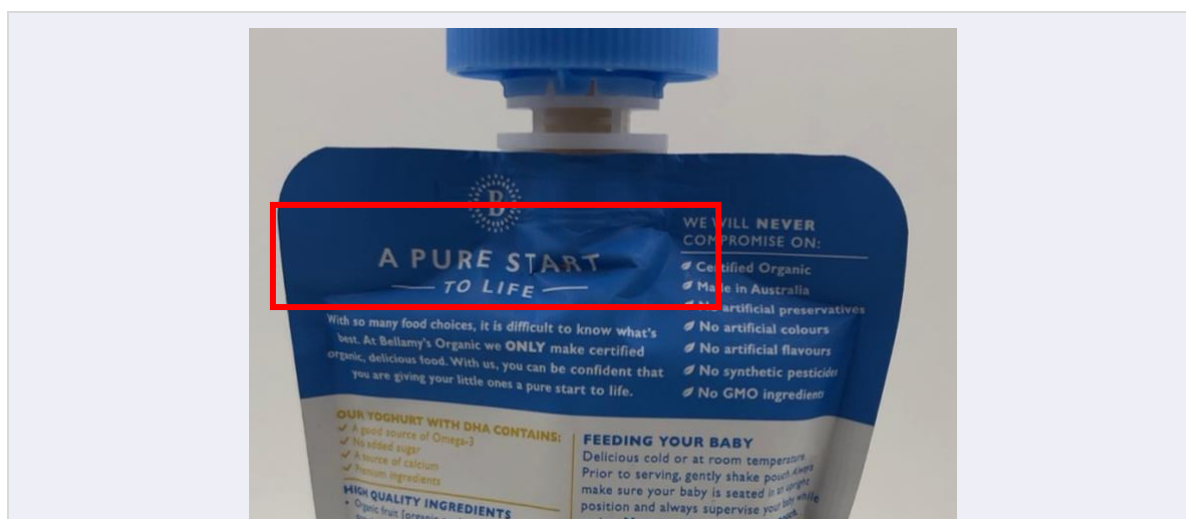 B
A PURE START
TO LIFE
With so many food choices, it is difficult to know what's
best. At Bellamy's Organic we ONLY make certified
organic, delicious food. With us, you can be confident that
you are giving your little ones a pure start to life.
WE WILL NEVER
COMPROMISE ON:
Certified Organic
Made in Australia
No artificial preservatives
No artificial colours
No artificial flavours
No synthetic pesticides
No GMO ingredients
OUR YOGHURT WITH DHA CONTAINS:
A good source of Omega-3
No added sugar
A source of calcium
Premium ingredients
HIGH QUALITY INGREDIENTS
FEEDING YOUR BABY
Delicious cold or at room temperature.
Prior to serving, gently shake pouch. Always
make sure your baby is seated in an upright
position and always supervise your baby while